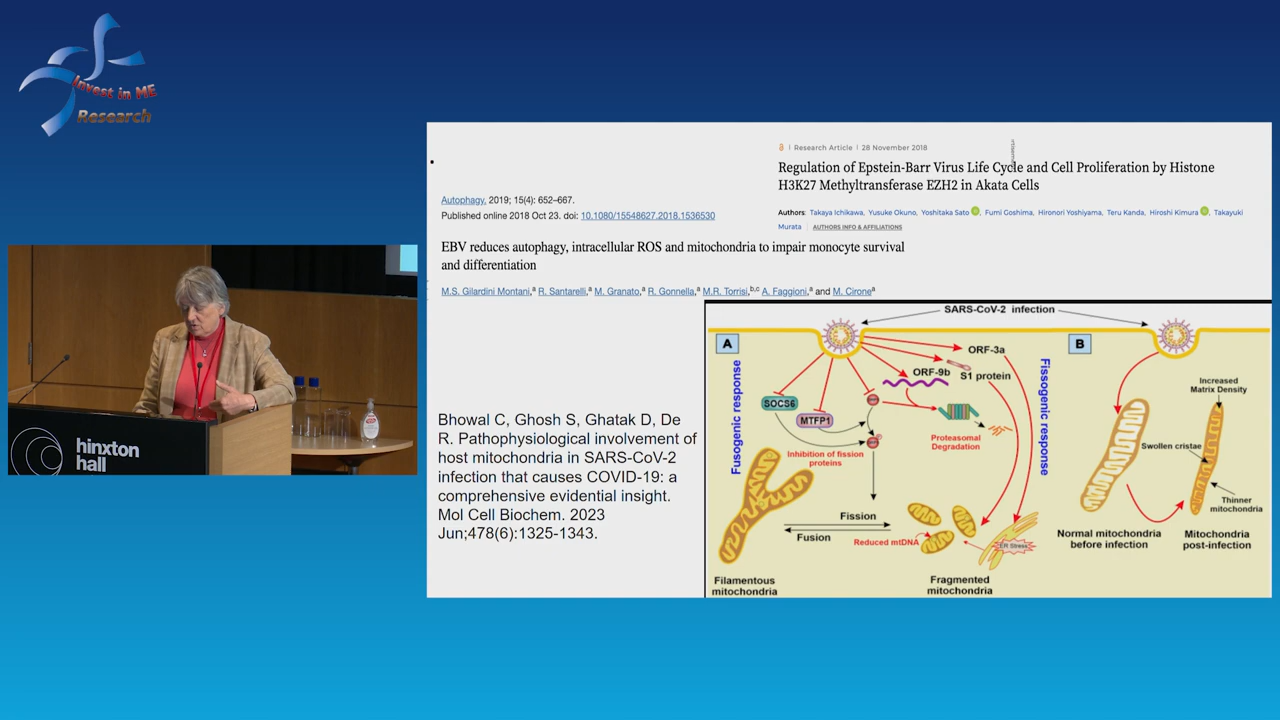 Invest in ME
Research
hinxton
hall
Research Article | 28 November 2018
Regulation of Epstein-Barr Virus Life Cycle and Cell Proliferation by Histone
H3K27 Methyltransferase EZH2 in Akata Cells
Authors: Takaya Ichikawa, Yusuke Okuno, Yoshitaka Sato iD, Fumi Goshima, Hironori Yoshiyama, Teru Kanda, Hiroshi Kimura iD, Takayuki
Murata | AUTHORS INFO & AFFILIATIONS
Autophagy. 2019; 15(4): 652–667.
Published online 2018 Oct 23. doi: 10.1080/15548627.2018.1536530
EBV reduces autophagy, intracellular ROS and mitochondria to impair monocyte survival
and differentiation
M.S. Gilardini Montani,a R. Santarelli,a M. Granato,a R. Gonnella,a M.R. Torrisi,b,c A. Faggioni,a and M. Cironea
Bhowal C, Ghosh S, Ghatak D, De
R. Pathophysiological involvement of
host mitochondria in SARS-CoV-2
infection that causes COVID-19: a
comprehensive evidential insight.
Mol Cell Biochem. 2023
Jun;478(6):1325-1343.
SARS-CoV-2 infection
A
Fusogenic response
SOCS6
MTFP1
Inhibition of fission
proteins
ORF-3a
S1 protein
ORF-9b
Proteasomal
Degradation
Fissogenic response
Fission
Fusion
Reduced mtDNA
ER Stress
Filamentous
mitochondria
Fragmented
mitochondria
B
Increased
Matrix Density
Swollen cristae
Thinner
mitochondria
Normal mitochondria
before infection
Mitochondria
post-infection